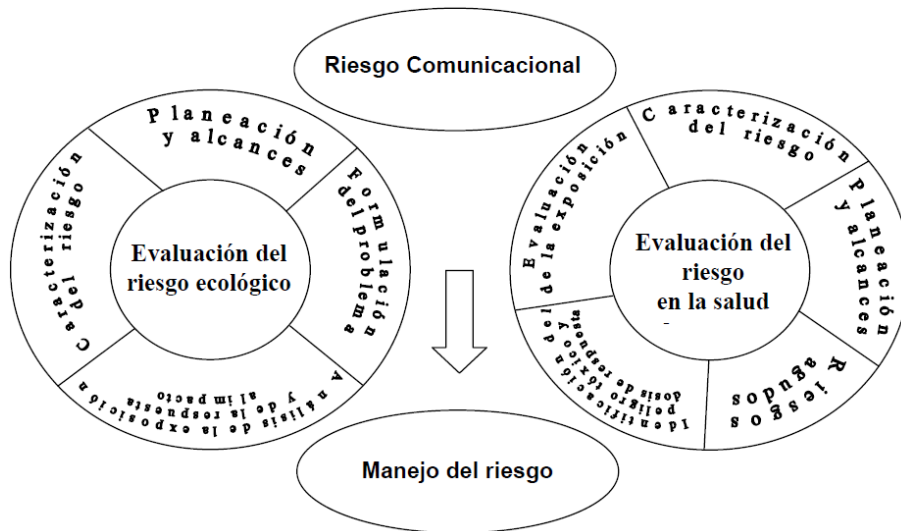 Riesgo Comunicacional
Planeación
y alcances
Formulación
del problema
Análisis de la exposición
y de la respuesta
al impacto
Caracterización
del riesgo
Evaluación del
riesgo ecológico
Caracterización
del riesgo
Planeación
y alcances
Riesgos
agudos
Identificación del
peligro tóxico y
dosis de respuesta
Evaluación
de la exposición
Evaluación del
riesgo
en la salud
Manejo del riesgo